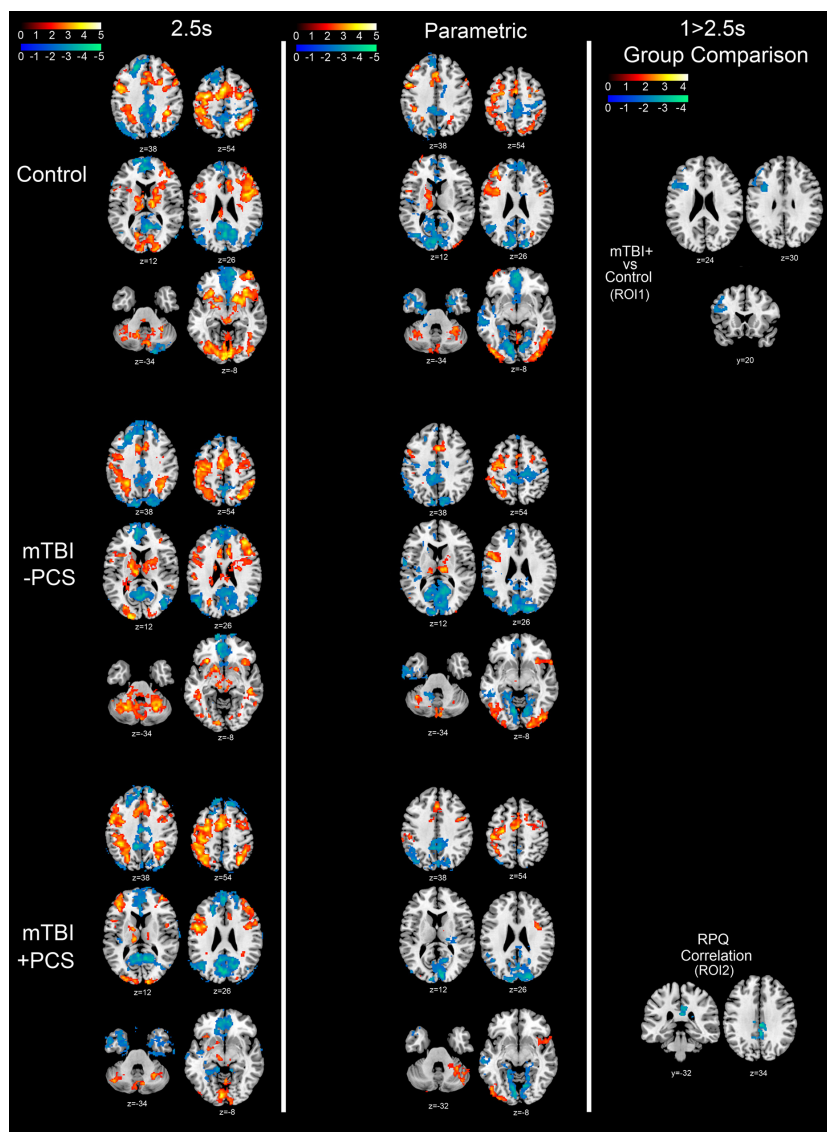 2.5s
0 1 2 3 4 5
0 -1 -2 -3 -4 -5
Control
z=38
z=54
z=12
z=26
z=-34
z=-8
mTBI
-PCS
z=38
z=54
z=12
z=26
z=-34
z=-8
mTBI
+PCS
z=38
z=54
z=12
z=26
z=-34
z=-8
Parametric
0 1 2 3 4 5
0 -1 -2 -3 -4 -5
z=38
z=54
z=12
z=26
z=-34
z=-8
z=38
z=54
z=12
z=26
z=-34
z=-8
z=38
z=54
z=12
z=26
z=-32
z=-8
1>2.5s
Group Comparison
0 1 2 3 4
0 -1 -2 -3 -4
mTBI+
vs
Control
(ROI1)
z=24
z=30
y=20
RPQ
Correlation
(ROI2)
y=-32
z=34